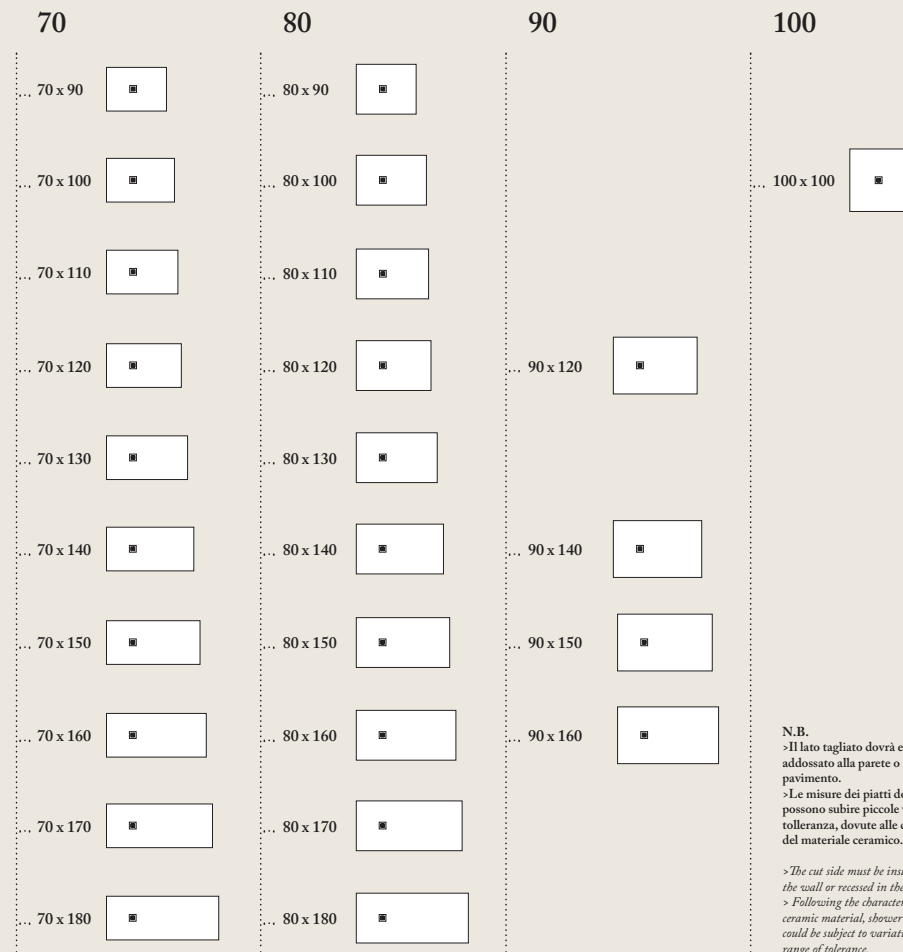 70
80
90
100
70 x 90
80 x 90
70 x 100
80 x 100
100 x 100
70 x 110
80 x 110
70 x 120
80 x 120
90 x 120
70 x 130
80 x 130
70 x 140
80 x 140
90 x 140
70 x 150
80 x 150
90 x 150
70 x 160
80 x 160
90 x 160
70 x 170
80 x 170
70 x 180
80 x 180
N.B.
>Il lato tagliato dovrà
addossato alla parete o
pavimento.
>Le misure dei piatti
possono subire piccole
tolleranza, dovute alle
del materiale ceramico.
>The cut side must be
the wall or recessed in the
> Following the
ceramic material, shower
could be subject to
range of tolerance.